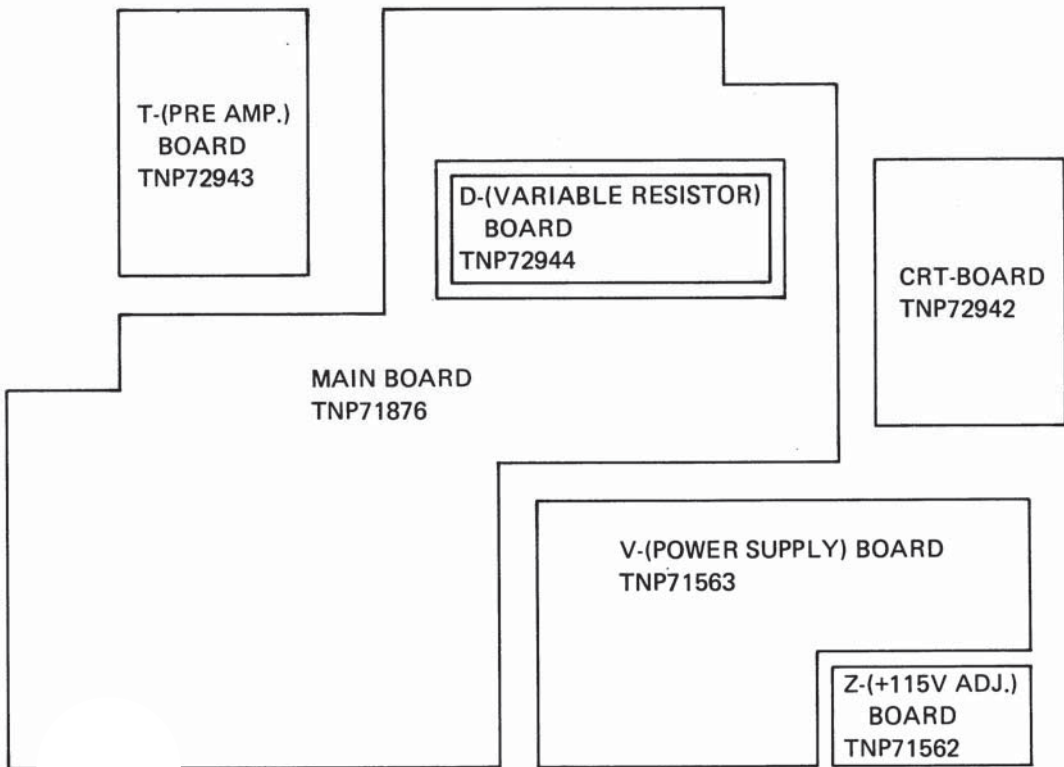 T-(PRE AMP.)
BOARD
TNP72943
D-(VARIABLE RESISTOR)
BOARD
TNP72944
CRT-BOARD
TNP72942
MAIN BOARD
TNP71876
V-(POWER SUPPLY) BOARD
TNP71563
Z-(+115V ADJ.)
BOARD
TNP71562